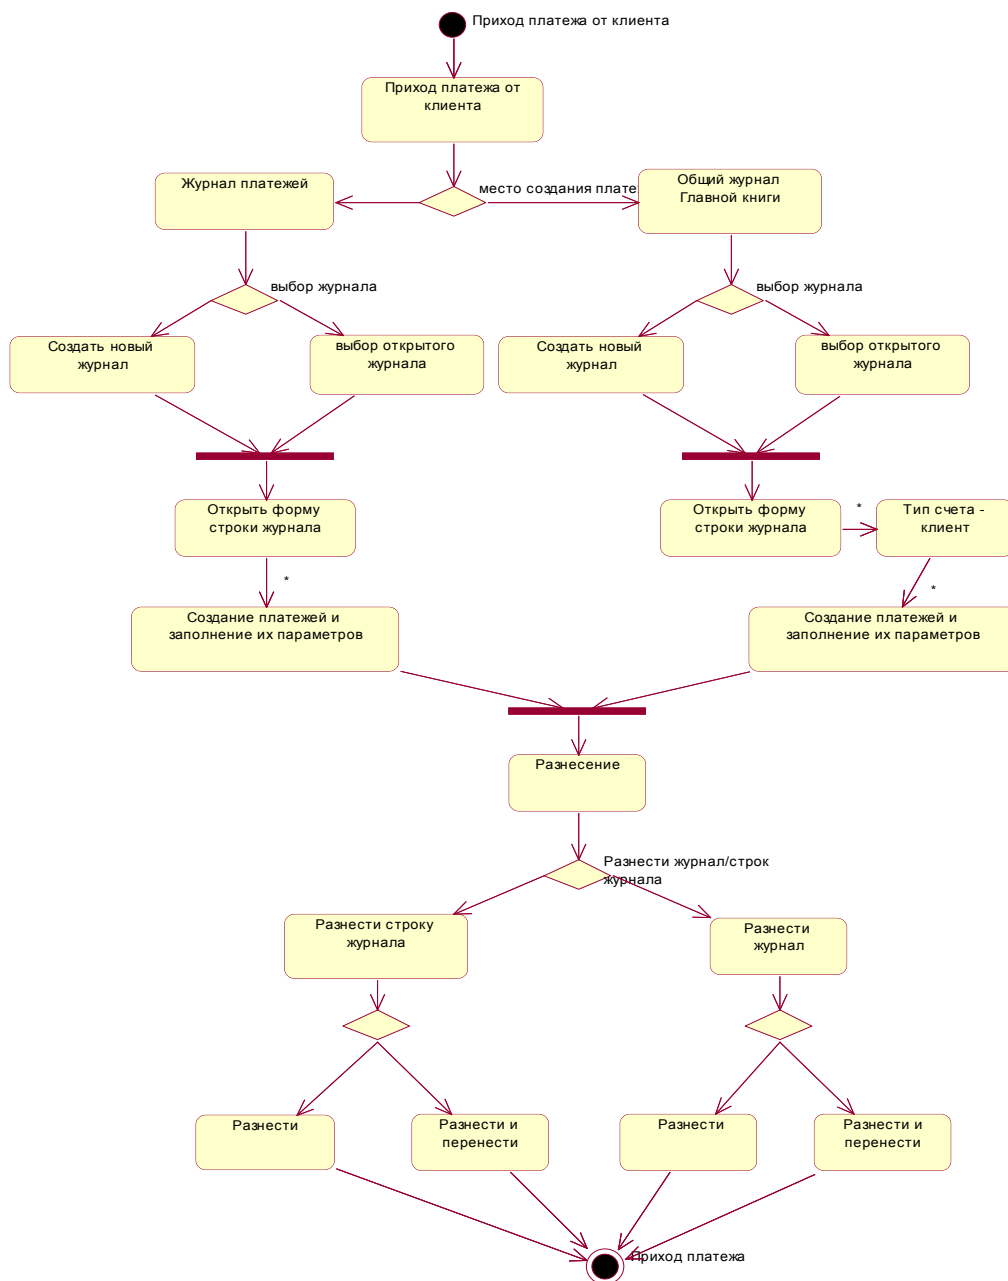 Приход платежа от клиента
Приход платежа от
клиента
Журнал платежей
место создания плате
Общий журнал
Главной книги
выбор журнала
выбор журнала
Создать новый
журнал
выбор открытого
журнала
Создать новый
журнал
выбор открытого
журнала
Открыть форму
строки журнала
Открыть форму
строки журнала
*
Тип счета -
клиент
*
*
Создание платежей и
заполнение их параметров
Создание платежей и
заполнение их параметров
Разнесение
Разнести журнал/строк
журнала
Разнести строку
журнала
Разнести
журнал
Разнести
Разнести и
перенести
Разнести
Разнести и
перенести
Приход платежа